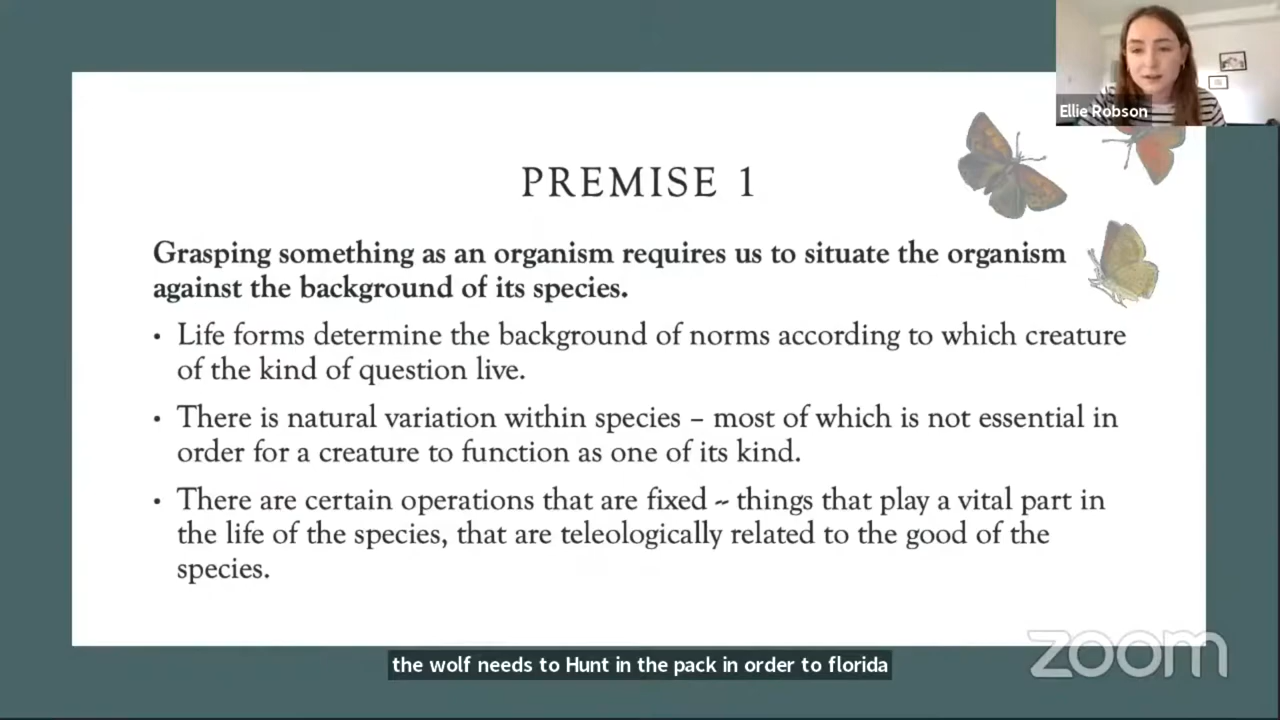 Ellie Robson
PREMISE 1
Grasping something as an organism requires us to situate the organism
against the background of its species.
• Life forms determine the background of norms according to which creature
of the kind of question live.
• There is natural variation within species – most of which is not essential in
order for a creature to function as one of its kind.
• There are certain operations that are fixed ~ things that play a vital part in
the life of the species, that are teleologically related to the good of the
species.
the wolf needs to Hunt in the pack in order to florida
zoom